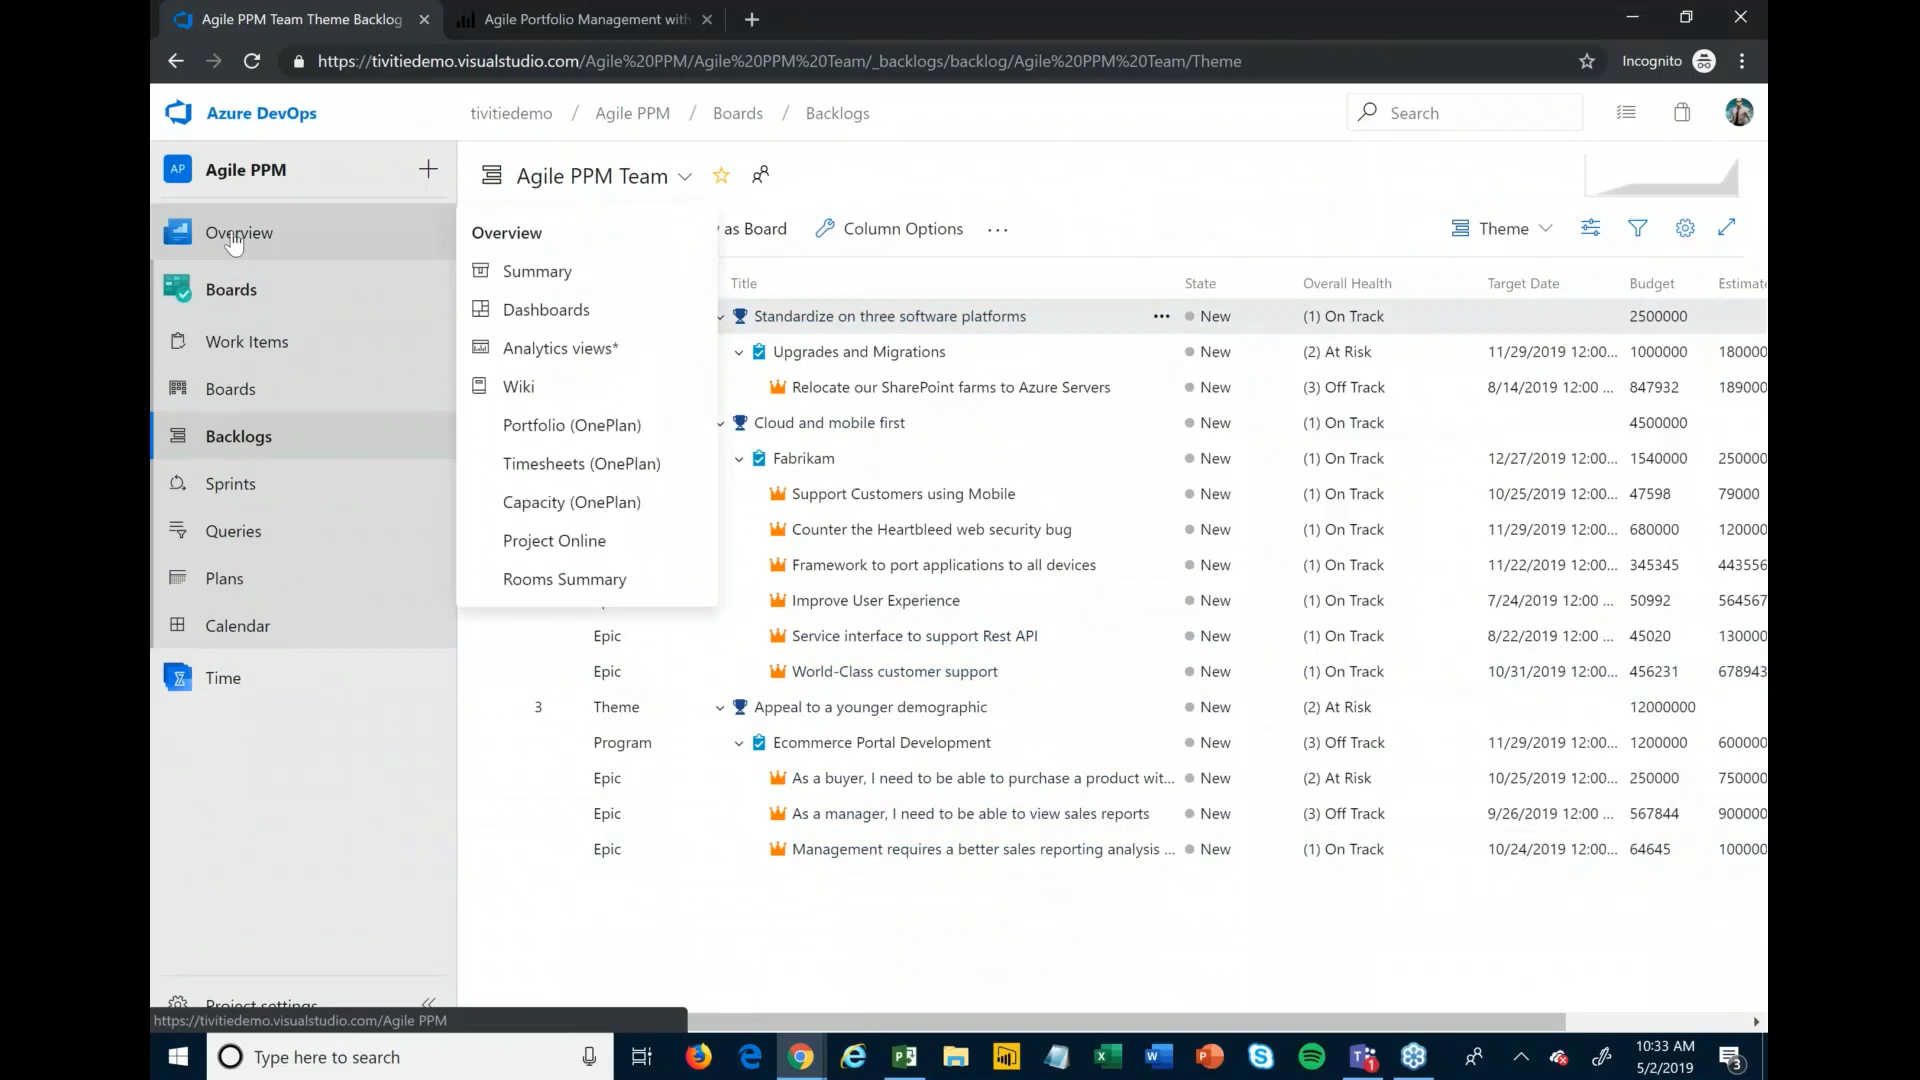 Agile PPM Team Theme Backlog
Agile Portfolio Management with
https://tivitiedemo.visualstudio.com/Agile%20PPM/Agile%20PPM%20Team/_backlogs/backlog/Agile%20PPM%20Team/Theme
Incognito
Azure DevOps
tivitiedemo / Agile PPM / Boards / Backlogs
Search
AP Agile PPM
Agile PPM Team
Overview
Boards
Work Items
Boards
Backlogs
Sprints
Queries
Plans
Calendar
Time
Project settings
Overview
Summary
Dashboards
Analytics views*
Wiki
Portfolio (OnePlan)
Timesheets (OnePlan)
Capacity (OnePlan)
Project Online
Rooms Summary
as Board Column Options ... Theme
Title State Overall Health Target Date Budget Estimate
Standardize on three software platforms ... New (1) On Track 2500000
Upgrades and Migrations New (2) At Risk 11/29/2019 12:00... 1000000 180000
Relocate our SharePoint farms to Azure Servers New (3) Off Track 8/14/2019 12:00 ... 847932 189000
Cloud and mobile first New (1) On Track 4500000
Fabrikam New (1) On Track 12/27/2019 12:00... 1540000 250000
Support Customers using Mobile New (1) On Track 10/25/2019 12:00... 47598 79000
Counter the Heartbleed web security bug New (1) On Track 11/29/2019 12:00... 680000 120000
Framework to port applications to all devices New (1) On Track 11/22/2019 12:00... 345345 443556
Improve User Experience New (1) On Track 7/24/2019 12:00 ... 50992 564567
Epic Service interface to support Rest API New (1) On Track 8/22/2019 12:00 ... 45020 130000
Epic World-Class customer support New (1) On Track 10/31/2019 12:00... 456231 678943
3 Theme Appeal to a younger demographic New (2) At Risk 12000000
Program Ecommerce Portal Development New (3) Off Track 11/29/2019 12:00... 1200000 600000
Epic As a buyer, I need to be able to purchase a product wit... New (2) At Risk 10/25/2019 12:00... 250000 750000
Epic As a manager, I need to be able to view sales reports New (3) Off Track 9/26/2019 12:00 ... 567844 900000
Epic Management requires a better sales reporting analysis ... New (1) On Track 10/24/2019 12:00... 64645 100000
https://tivitiedemo.visualstudio.com/Agile PPM
Type here to search
10:33 AM
5/2/2019
3